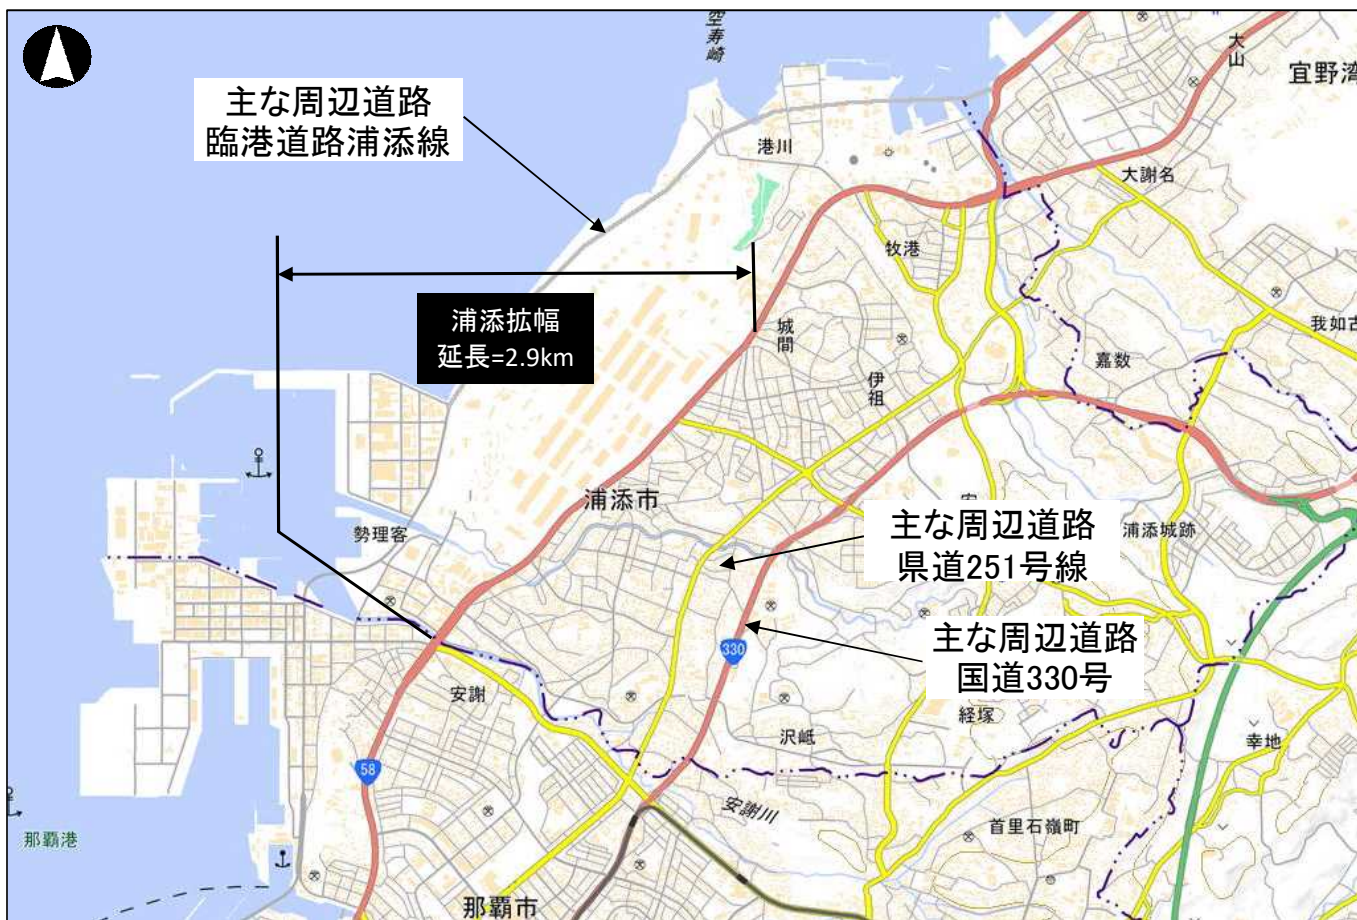 空寿崎
大山
宜野湾
主な周辺道路
臨港道路浦添線
港川
大謝名
牧港
浦添拡幅
延長=2.9km
城間
我如古
嘉数
伊祖
浦添市
勢理客
主な周辺道路
県道251号線
浦添城跡
主な周辺道路
国道330号
330
安謝
経塚
沢岻
幸地
58
安謝川
首里石嶺町
那覇港
那覇市